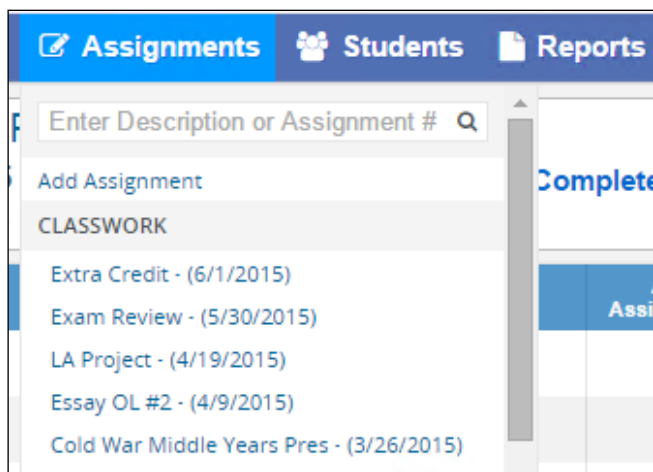 Assignments Students Reports
Enter Description or Assignment #
Add Assignment
Complete
CLASSWORK
Extra Credit - (6/1/2015)
Exam Review - (5/30/2015)
Assi
LA Project - (4/19/2015)
Essay OL #2 - (4/9/2015)
Cold War Middle Years Pres - (3/26/2015)